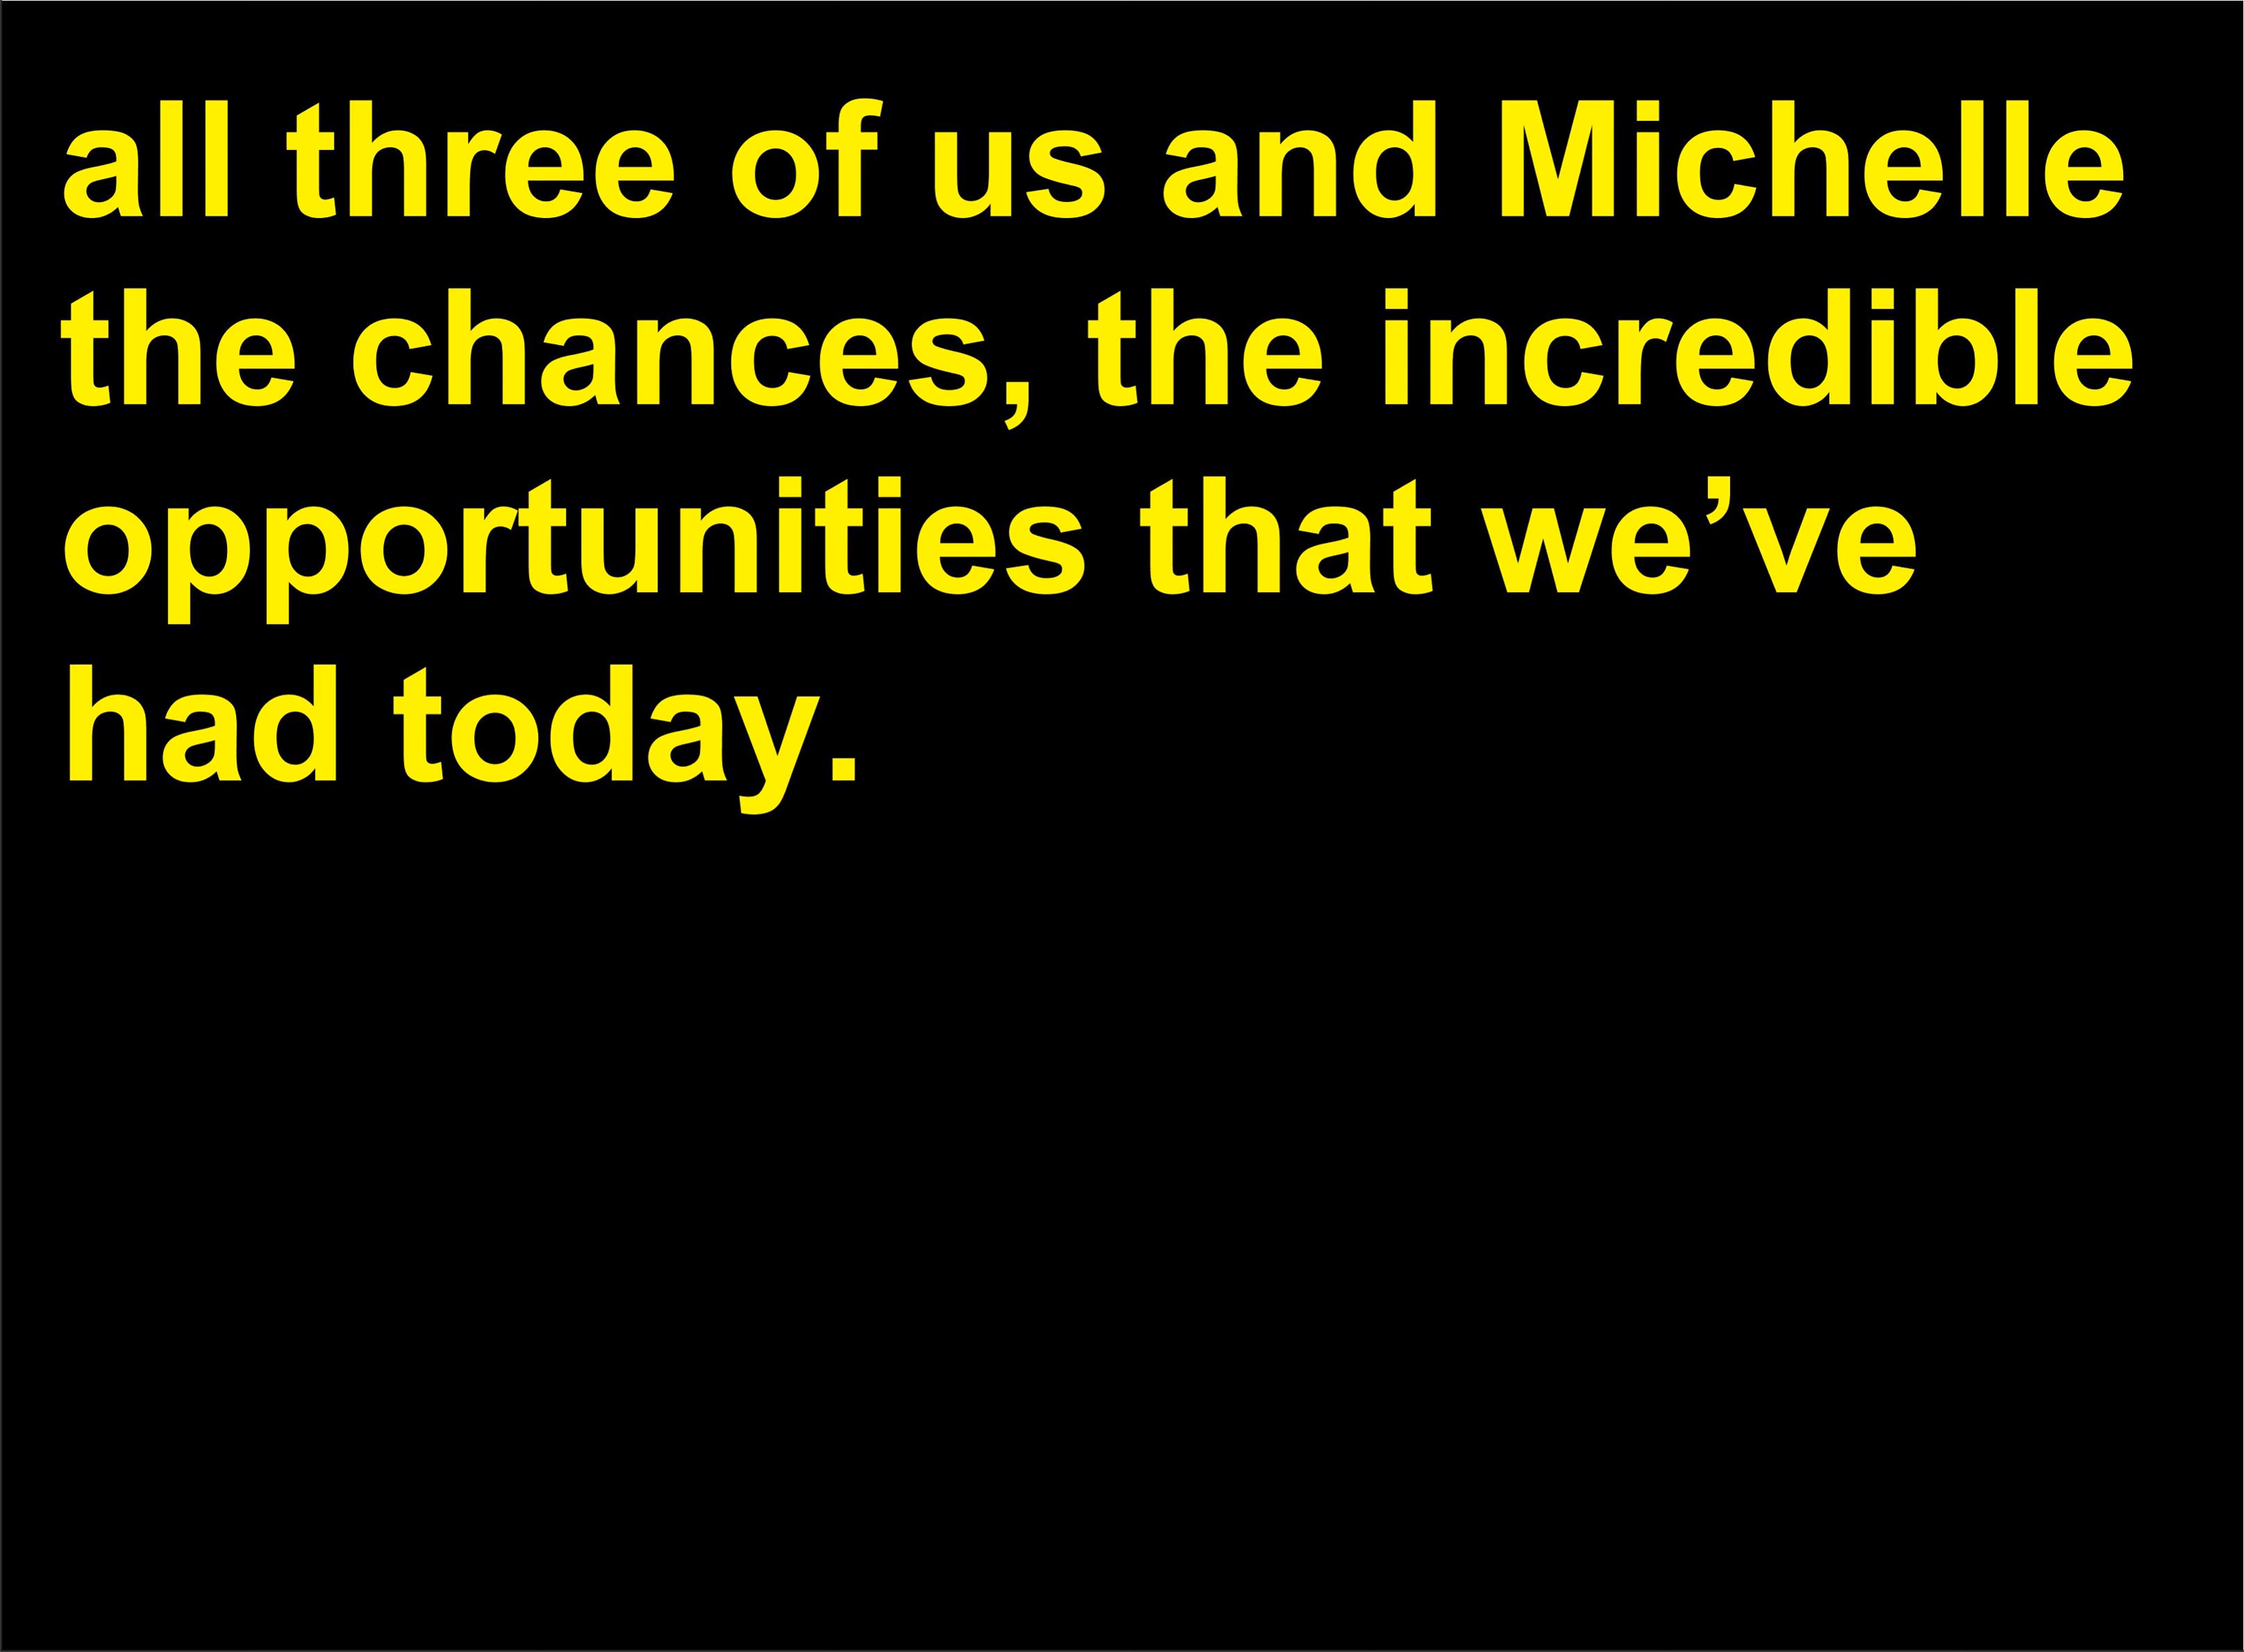 all three of us and Michelle
the chances, the incredible
opportunities that we’ve
had today.